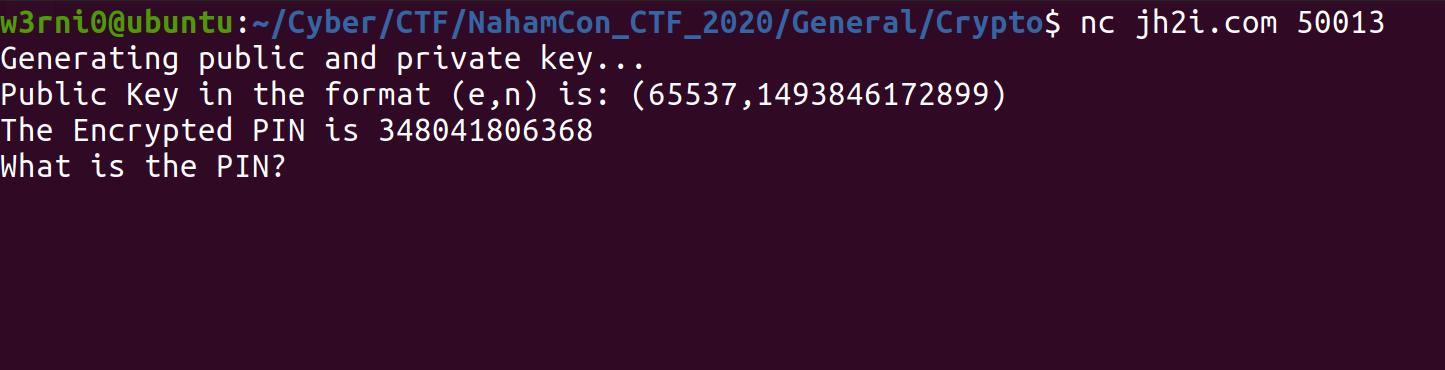 w3rni0@ubuntu:~/Cyber/CTF/NahamCon_CTF_2020/General/Crypto$ nc jh2i.com 50013
Generating public and private key...
Public Key in the format (e,n) is: (65537,1493846172899)
The Encrypted PIN is 348041806368
What is the PIN?